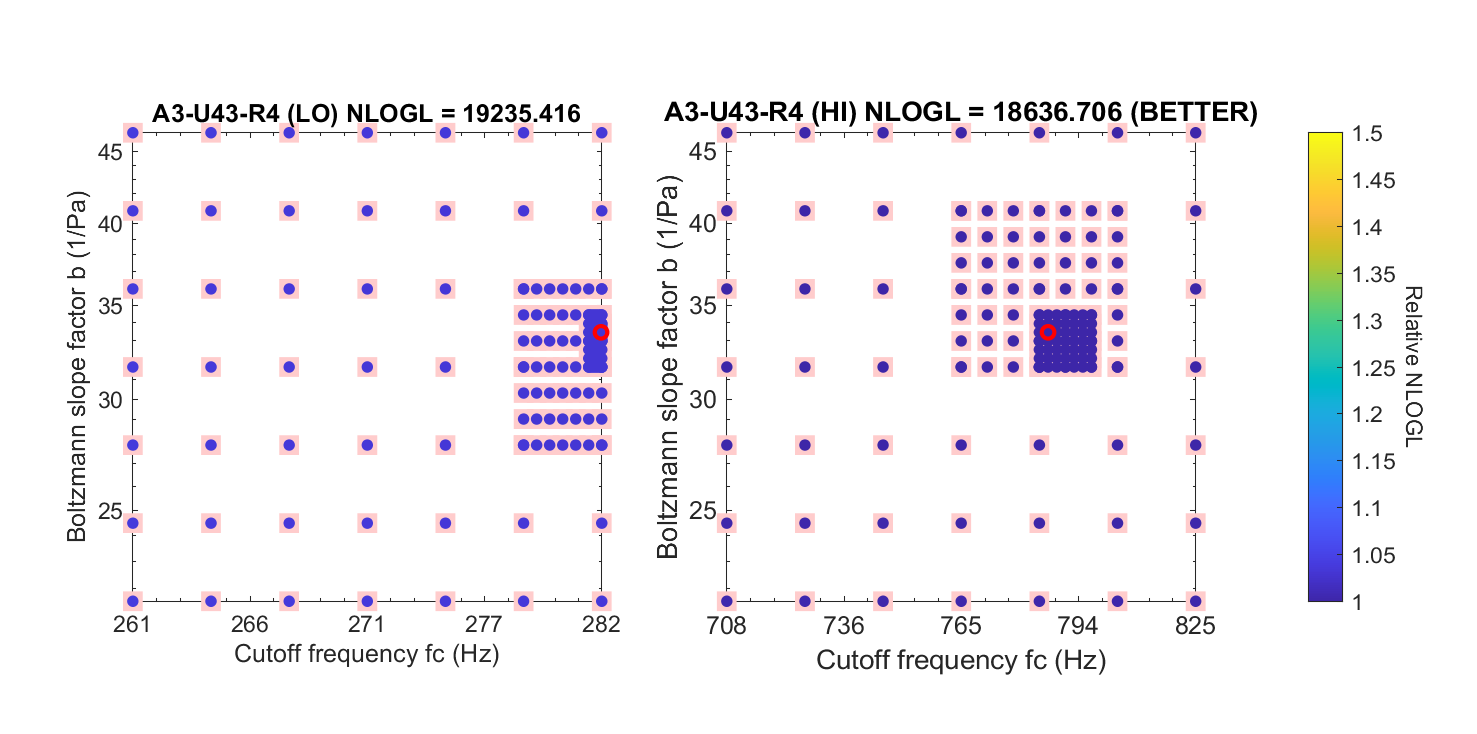 A3-U43-R4 (LO) NLOGL = 19235.416
45
40
35
30
25
Boltzmann slope factor b (1/Pa)
261 266 271 277 282
Cutoff frequency fc (Hz)
A3-U43-R4 (HI) NLOGL = 18636.706 (BETTER)
45
40
35
30
25
Boltzmann slope factor b (1/Pa)
708 736 765 794 825
Cutoff frequency fc (Hz)
1.5
1.45
1.4
1.35
1.3
1.25
1.2
1.15
1.1
1.05
1
Relative NLOGL